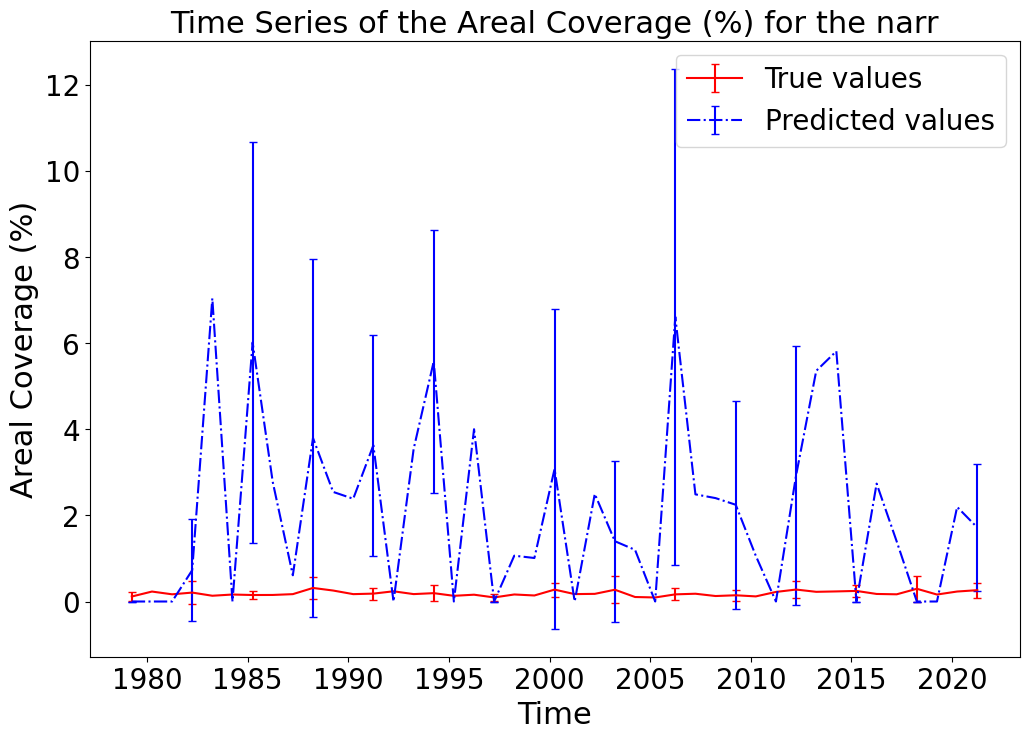 Time Series of the Areal Coverage (%) for the narr
True values
Predicted values
Areal Coverage (%)
12
10
8
6
4
2
0
1980 1985 1990 1995 2000 2005 2010 2015 2020
Time